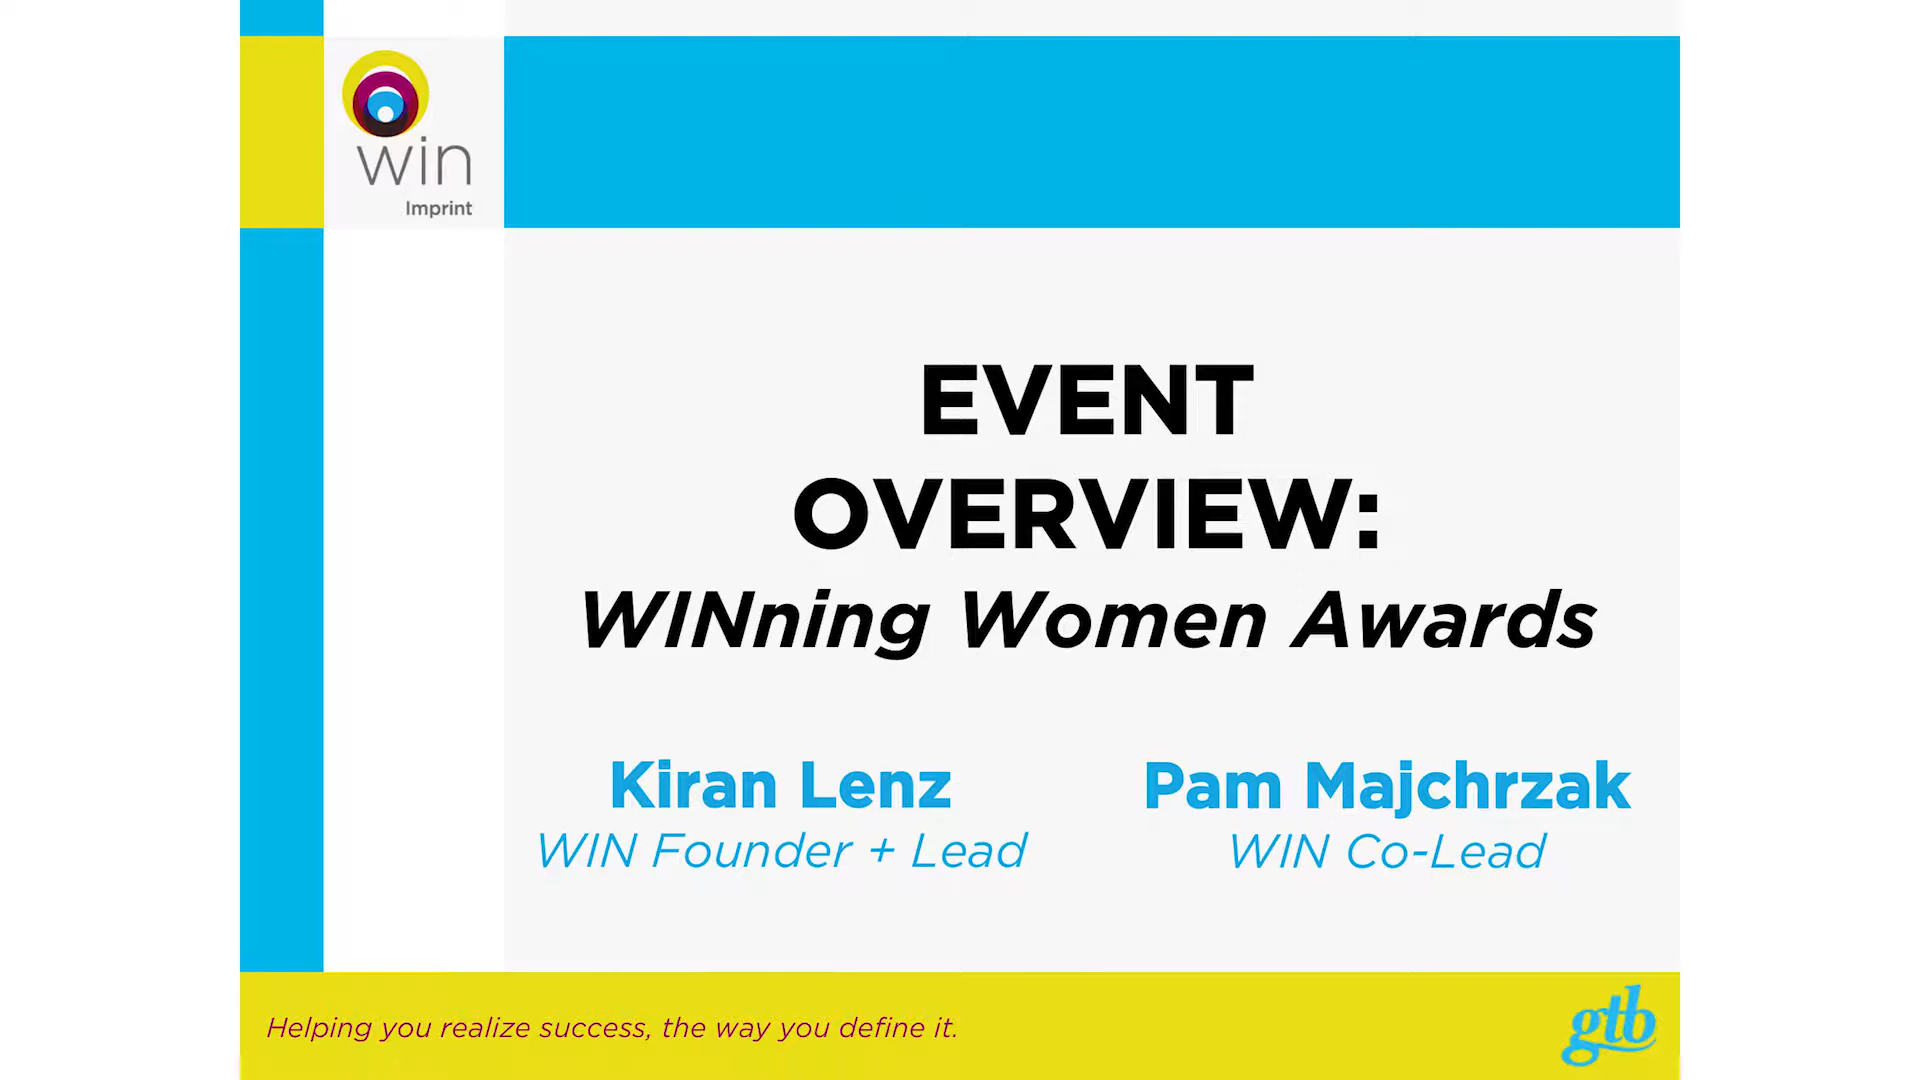 win
Imprint
EVENT
OVERVIEW:
WINning Women Awards
Kiran Lenz
WIN Founder + Lead
Pam Majchrzak
WIN Co-Lead
Helping you realize success, the way you define it.
gtb